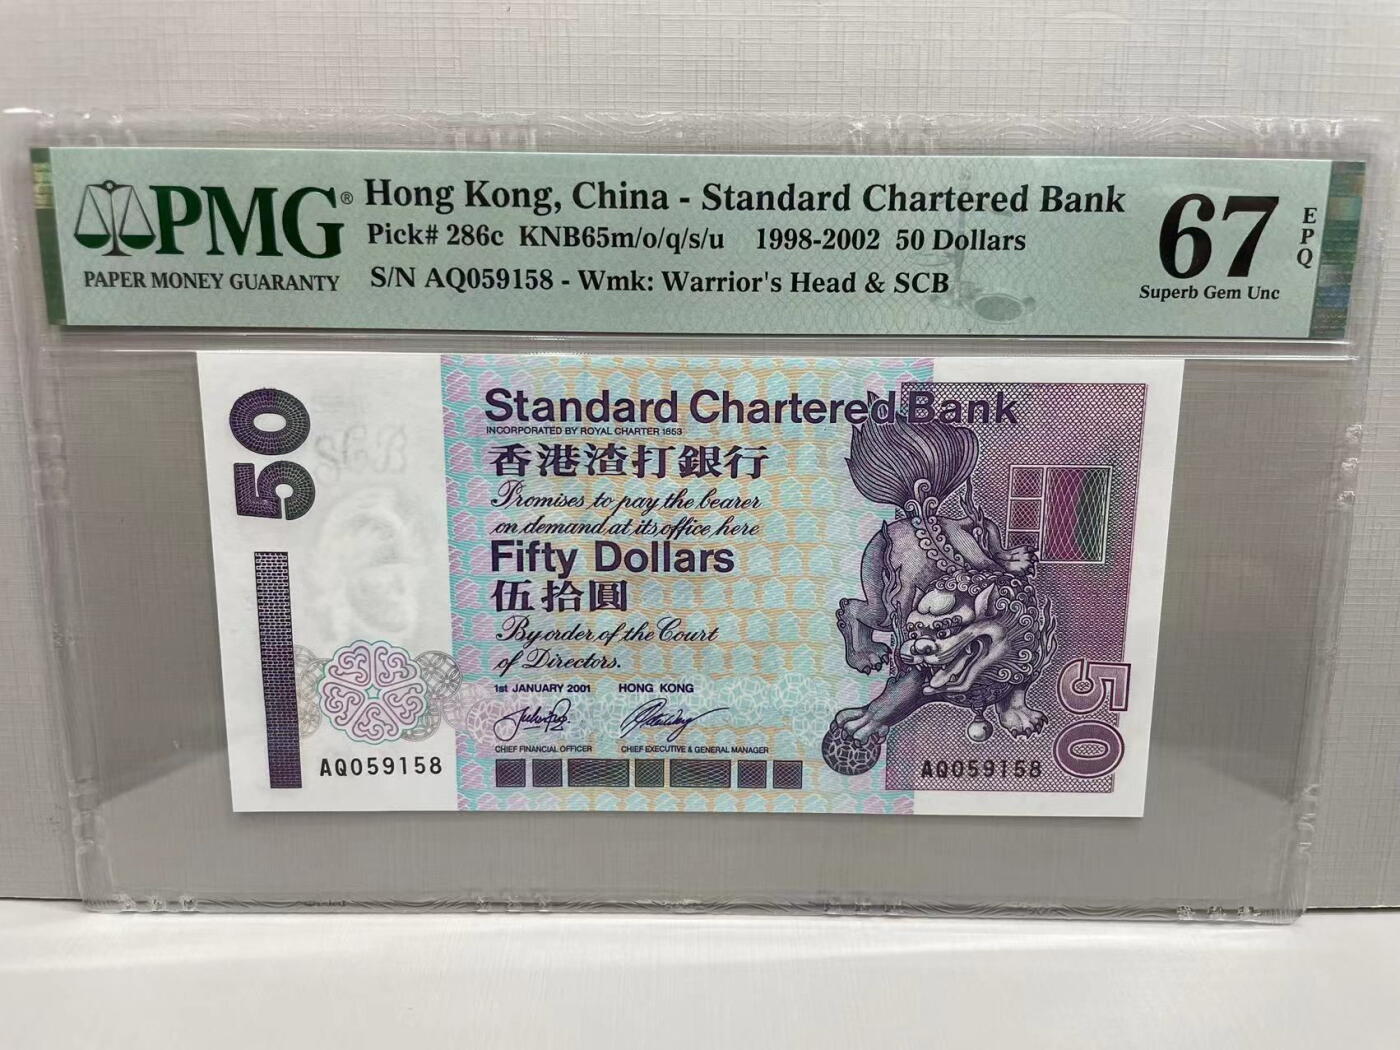 PMG®
PAPER MONEY GUARANTY
Hong Kong, China - Standard Chartered Bank
Pick# 286c KNB65m/o/q/s/u 1998-2002 50 Dollars
S/N AQ059158 - Wmk: Warrior's Head & SCB
67
EPQ
Superb Gem Unc
50
Standard Chartered Bank
INCORPORATED BY ROYAL CHARTER 1853
香港渣打銀行
Promises to pay the bearer
on demand at its office here
Fifty Dollars
伍拾圓
By order of the Court
of Directors.
1st JANUARY 2001 HONG KONG
CHIEF FINANCIAL OFFICER CHIEF EXECUTIVE & GENERAL MANAGER
AQ059158
AQ059158
50